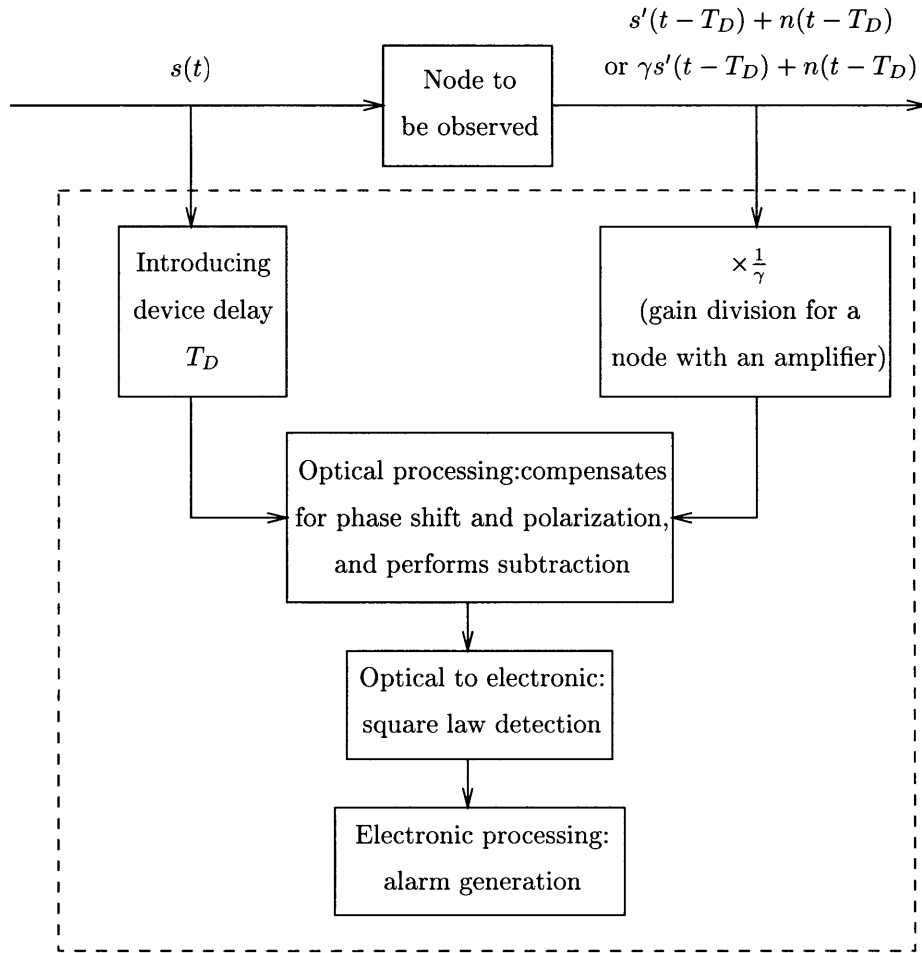 s(t)
s′(t − T_D) + n(t − T_D)
or γs′(t − T_D) + n(t − T_D)
Node to
be observed
Introducing
device delay
T_D
×1/γ
(gain division for a
node with an amplifier)
Optical processing:compensates
for phase shift and polarization,
and performs subtraction
Optical to electronic:
square law detection
Electronic processing:
alarm generation